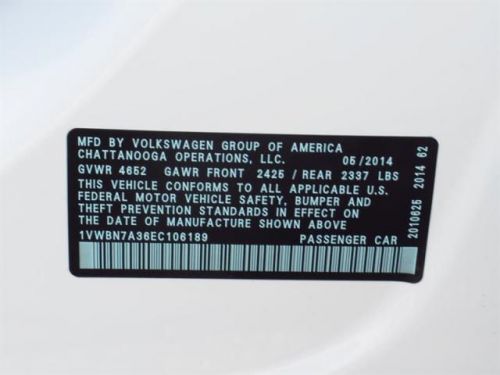 MFD BY VOLKSWAGEN GROUP OF AMERICA
CHATTANOOGA OPERATIONS, LLC. 05/2014
GVWR 4652 GAWR FRONT 2425 / REAR 2337 LBS
THIS VEHICLE CONFORMS TO ALL APPLICABLE U.S.
FEDERAL MOTOR VEHICLE SAFETY, BUMPER AND
THEFT PREVENTION STANDARDS IN EFFECT ON
THE DATE OF MANUFACTURE SHOWN ABOVE
1VWBN7A36EC106189 PASSENGER CAR
2010625 2014 62